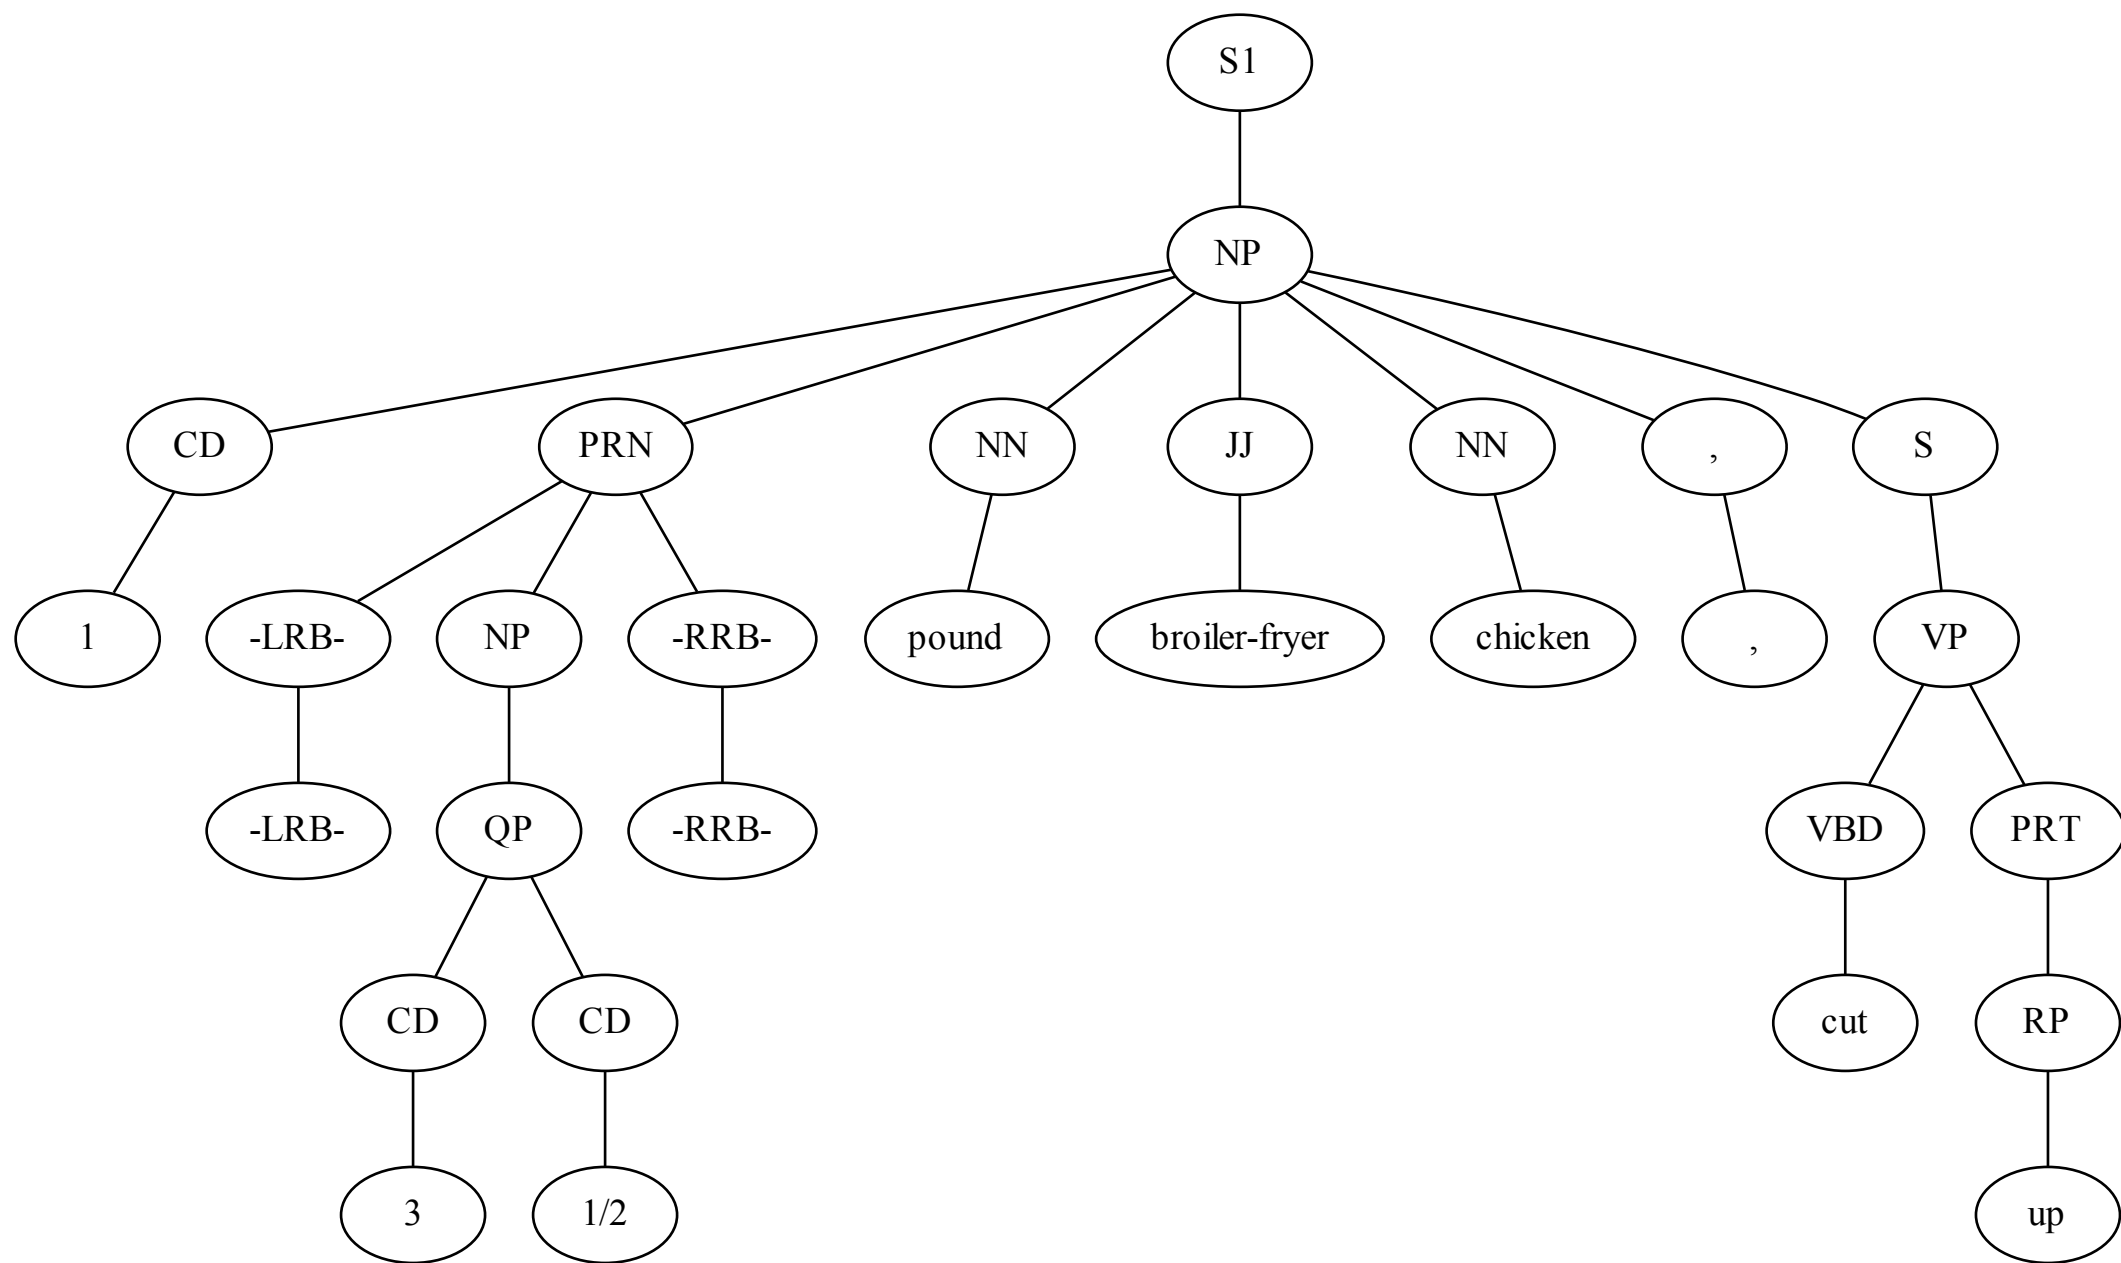 S1
NP
CD PRN NN JJ NN , S
1 -LRB- NP -RRB- pound broiler-fryer chicken , VP
-LRB- QP -RRB- VBD PRT
CD CD cut RP
3 1/2 up